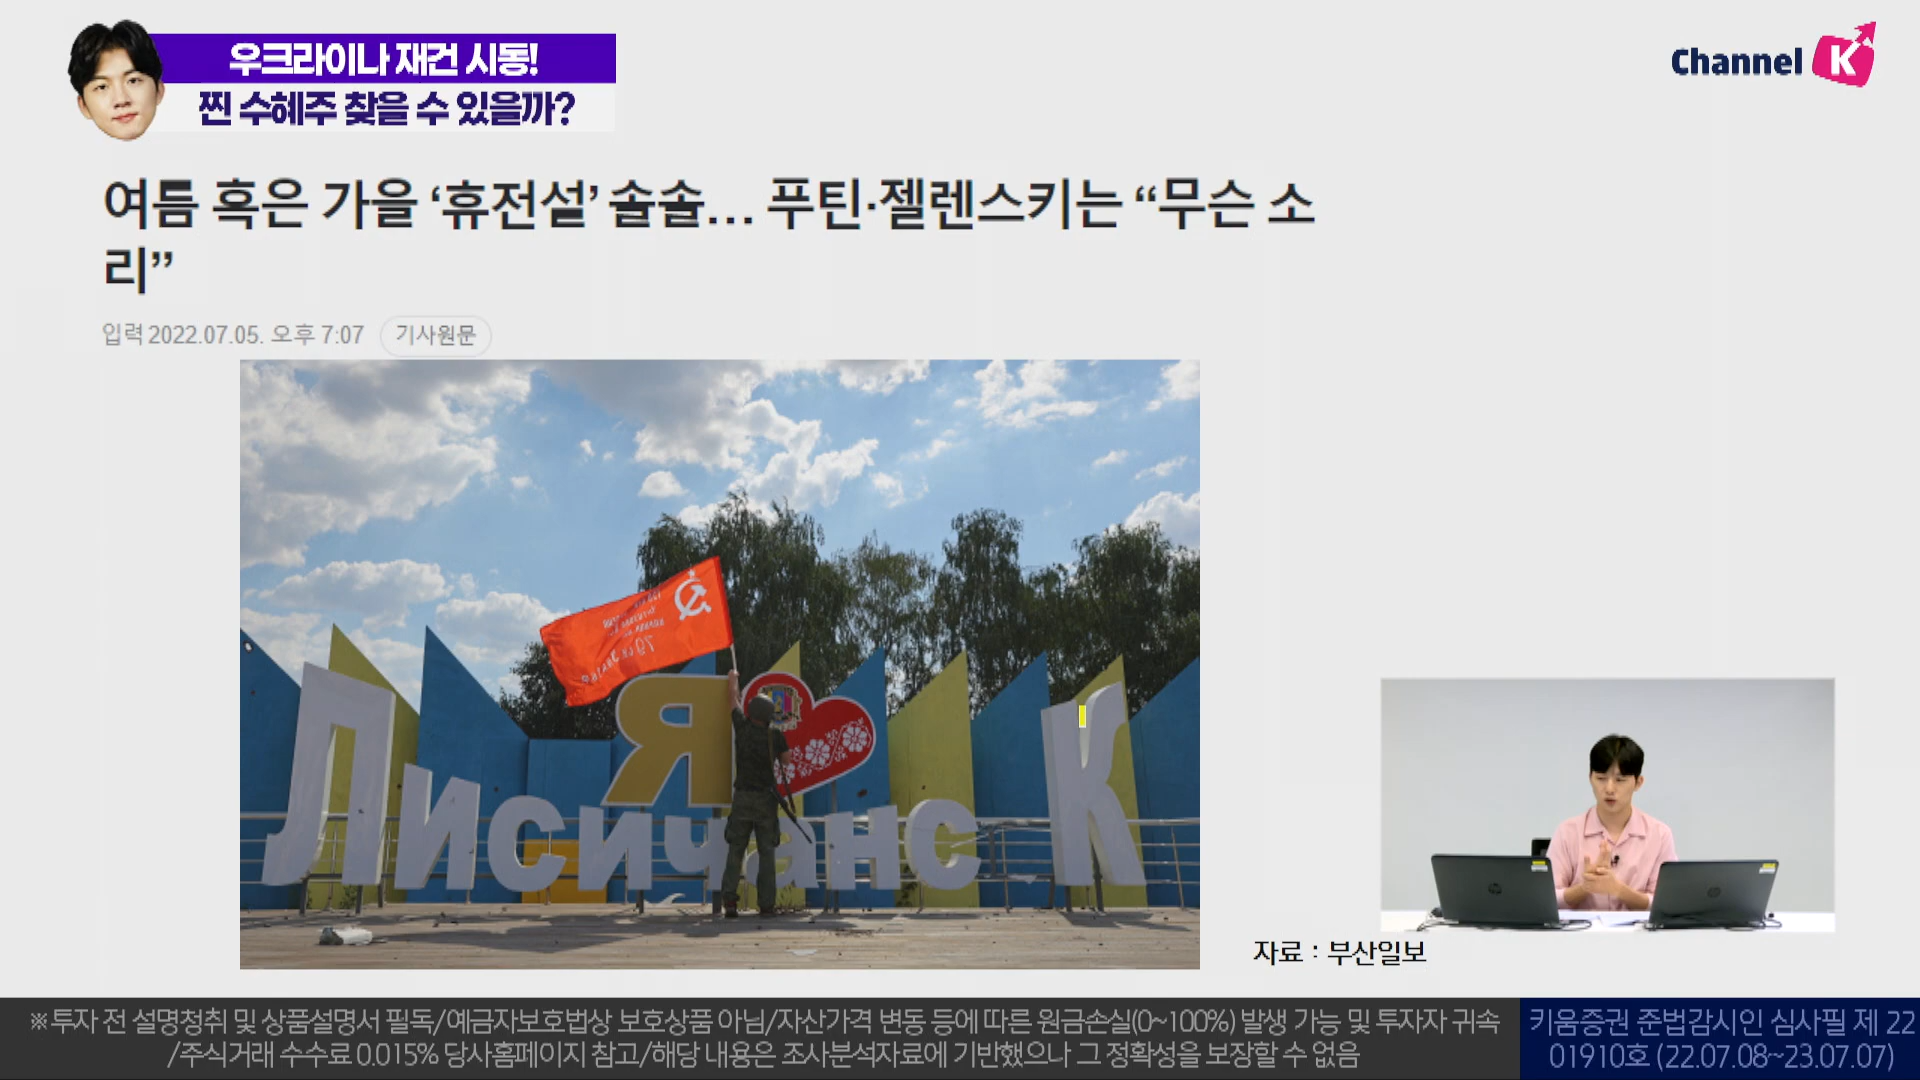 우크라이나 재건 시동!
찐 수혜주 찾을 수 있을까?
Channel K
여름 혹은 가을 ‘휴전설’ 솔솔… 푸틴·젤렌스키는 “무슨 소
리”
입력 2022.07.05. 오후 7:07 기사원문
Я
Лисичанс К
자료 : 부산일보
※투자 전 설명청취 및 상품설명서 필독/예금자보호법상 보호상품 아님/자산가격 변동 등에 따른 원금손실(0~100%) 발생 가능 및 투자자 귀속
/주식거래 수수료 0.015% 당사홈페이지 참고/해당 내용은 조사분석자료에 기반했으나 그 정확성을 보장할 수 없음
키움증권 준법감시인 심사필 제 22
01910호 (22.07.08~23.07.07)